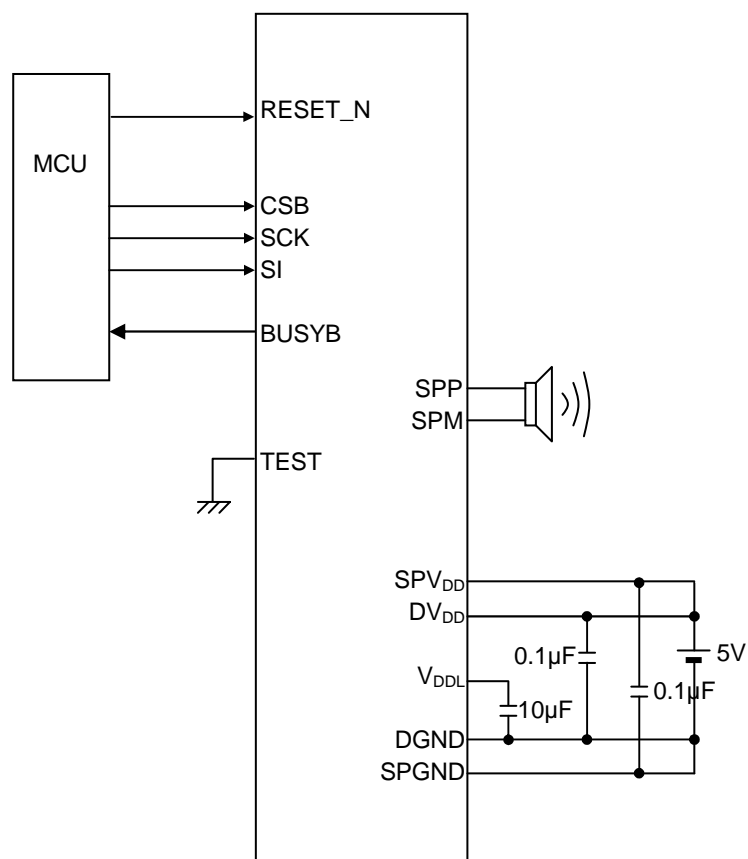 RESET_N
MCU
CSB
SCK
SI
BUSYB
SPP
SPM
TEST
SPVDD
DVDD
5V
0.1µF
VDDL
0.1µF
10µF
DGND
SPGND